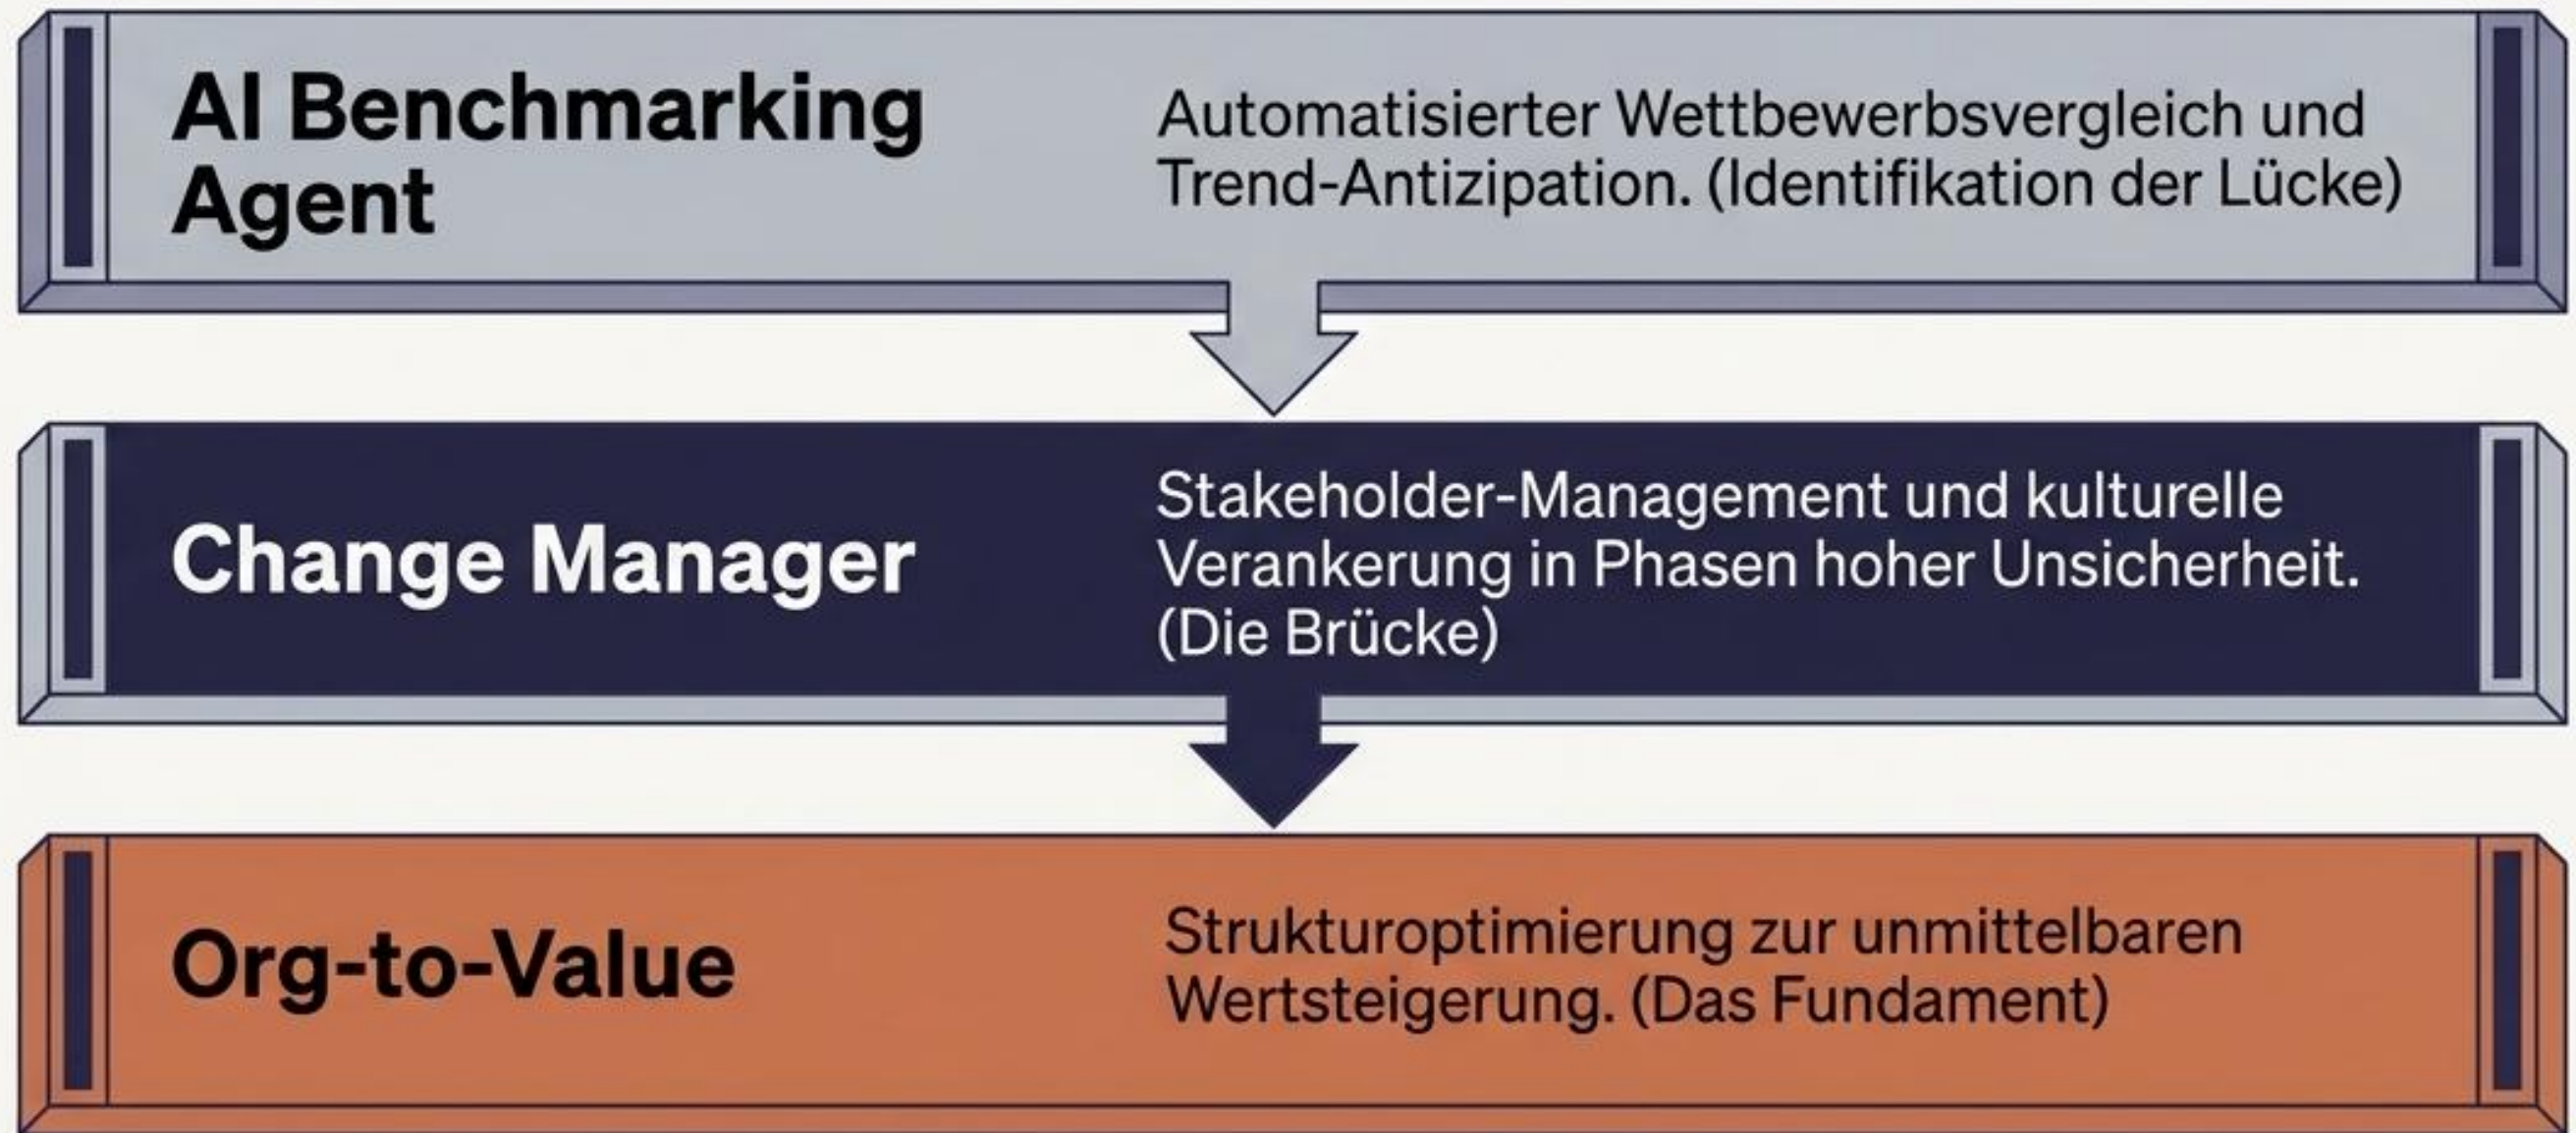 AI Benchmarking
Agent
Automatisierter Wettbewerbsvergleich und
Trend-Antizipation. (Identifikation der Lücke)
Change Manager
Stakeholder-Management und kulturelle
Verankerung in Phasen hoher Unsicherheit.
(Die Brücke)
Org-to-Value
Strukturoptimierung zur unmittelbaren
Wertsteigerung. (Das Fundament)